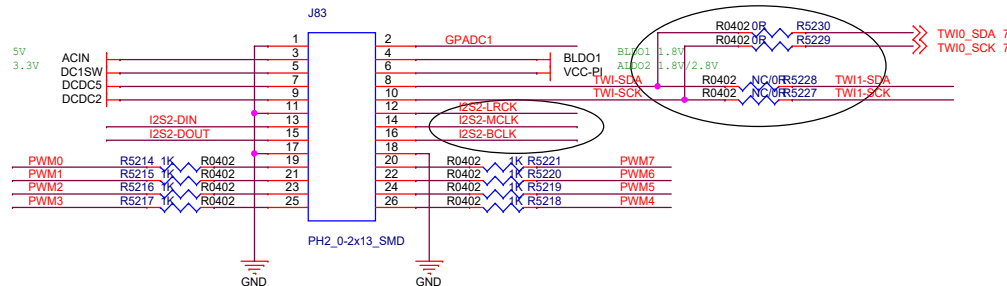 J83
R0402 0R R5230
TWI0_SDA 7
R0402 0R R5229
TWI0_SCK 7
1 2 GPADC1
5V ACIN 3 4 BLDO1 BLDO1 1.8V
3.3V DC1SW 5 6 VCC-PI ALDO2 1.8V/2.8V
DCDC5 7 8 TWI-SDA R0402 NC/0R R5228 TWI1-SDA
DCDC2 9 10 TWI-SCK R0402 NC/0R R5227 TWI1-SCK
11 12 I2S2-LRCK
I2S2-DIN 13 14 I2S2-MCLK
I2S2-DOUT 15 16 I2S2-BCLK
17 18
PWM0 R5214 1K R0402 19 20 R0402 1K R5221 PWM7
PWM1 R5215 1K R0402 21 22 R0402 1K R5220 PWM6
PWM2 R5216 1K R0402 23 24 R0402 1K R5219 PWM5
PWM3 R5217 1K R0402 25 26 R0402 1K R5218 PWM4
PH2_0-2x13_SMD
GND GND